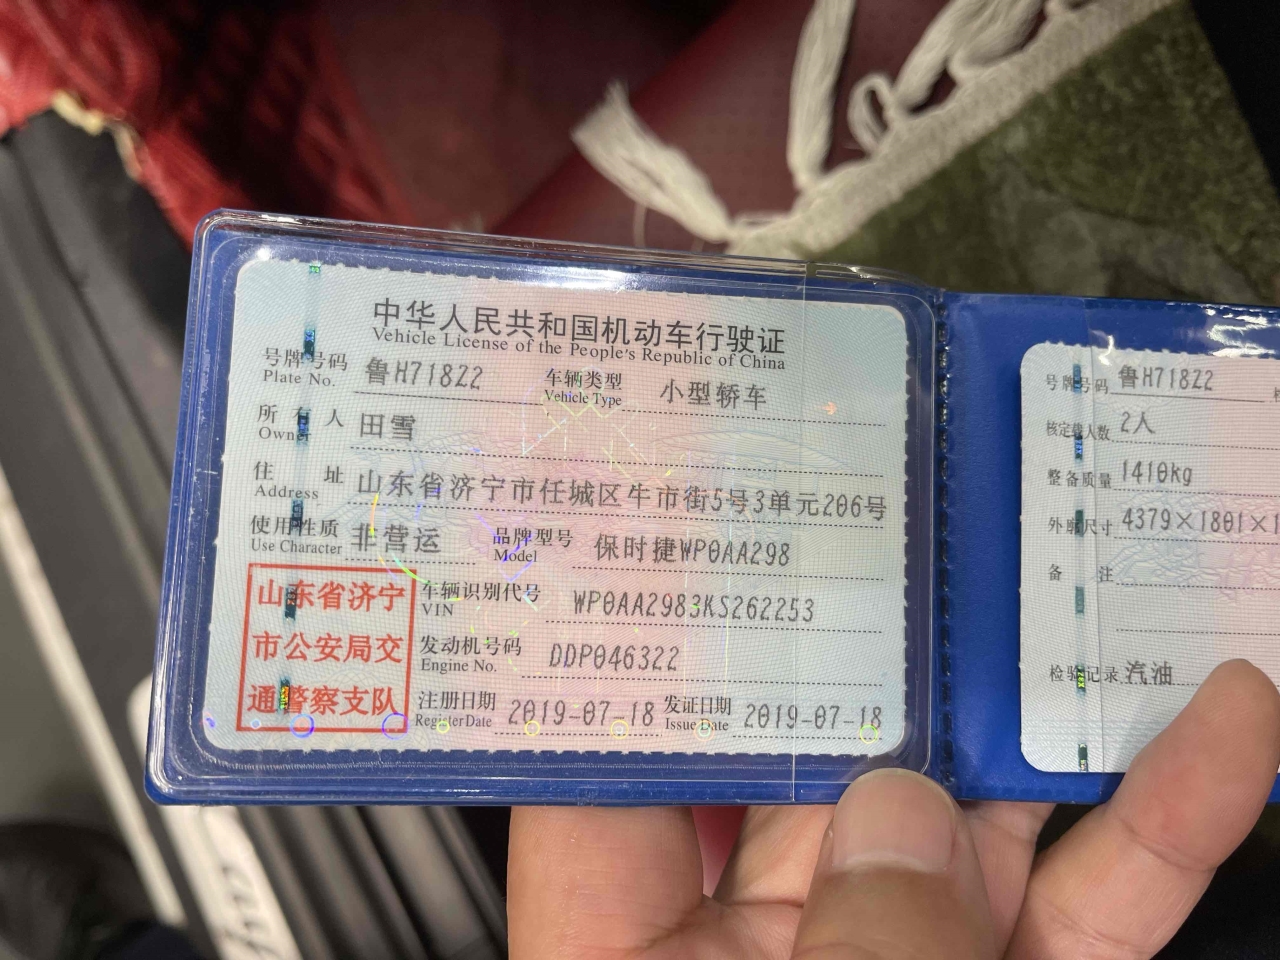 中华人民共和国机动车行驶证
Vehicle License of the People's Republic of China
号牌号码 鲁H718Z2 车辆类型 小型轿车
Plate No. Vehicle Type
所有人 田雪
Owner
住址 山东省济宁市任城区牛市街5号3单元206号
Address
使用性质 非营运 品牌型号 保时捷WP0AA298
Use Character Model
山东省济宁
市公安局交
通警察支队
车辆识别代号 WP0AA2983KS262253
VIN
发动机号码 DDP046322
Engine No.
注册日期 2019-07-18 发证日期 2019-07-18
Register Date Issue Date
号牌号码 鲁H718Z2
核定载人数 2人
整备质量 1410kg
外廓尺寸 4379×1801×1
备注
检验记录 汽油